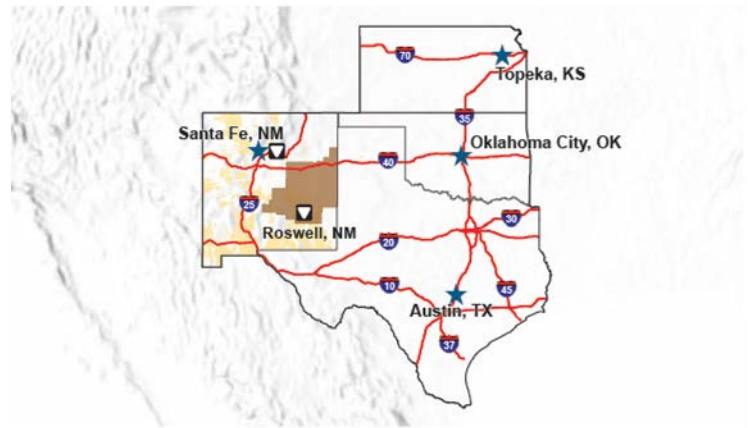 70
Topeka, KS
35
Santa Fe, NM
Oklahoma City, OK
40
25
30
Roswell, NM
20
10
45
Austin, TX
37